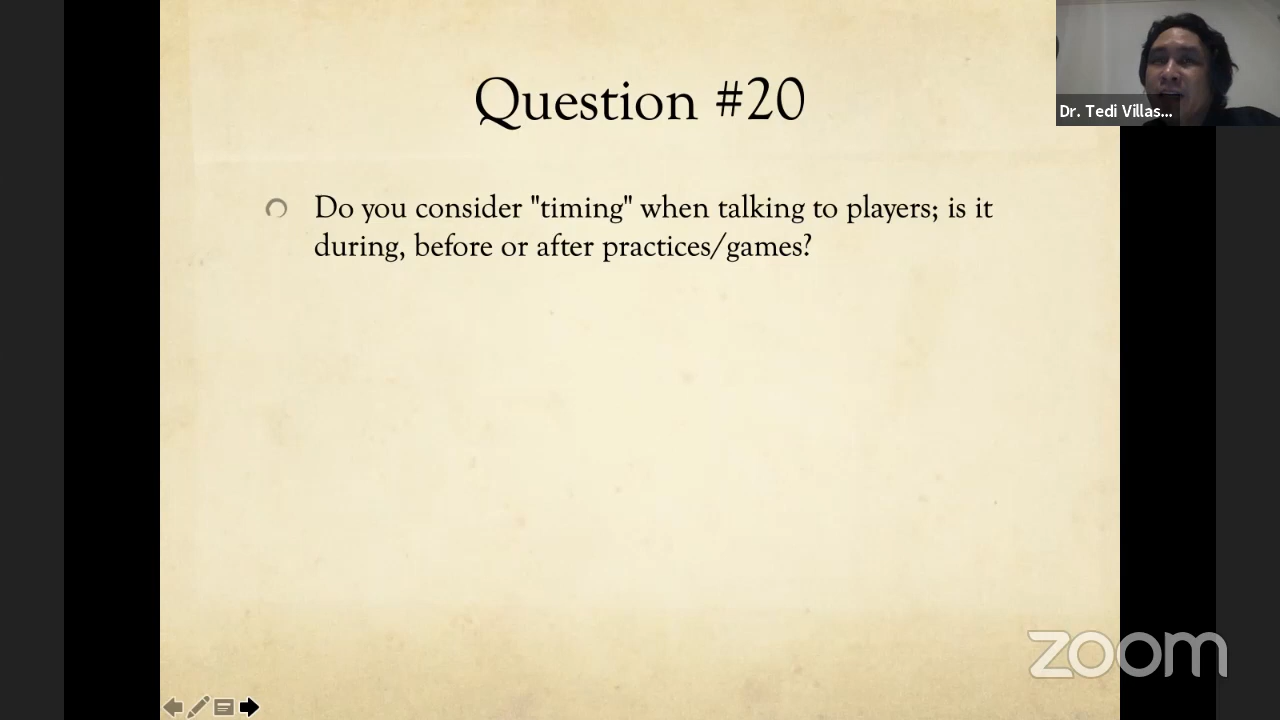 Question #20
Dr. Tedi Villas...
Do you consider "timing" when talking to players; is it
during, before or after practices/games?
zoom